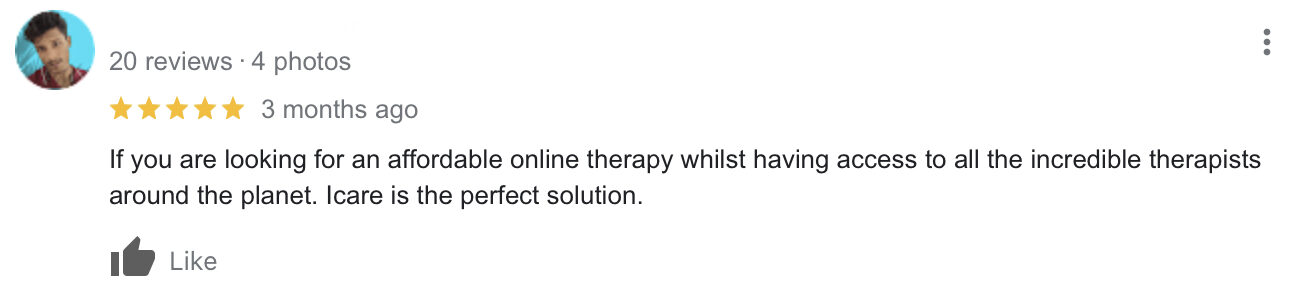 20 reviews · 4 photos
3 months ago
If you are looking for an affordable online therapy whilst having access to all the incredible therapists
around the planet. Icare is the perfect solution.
Like